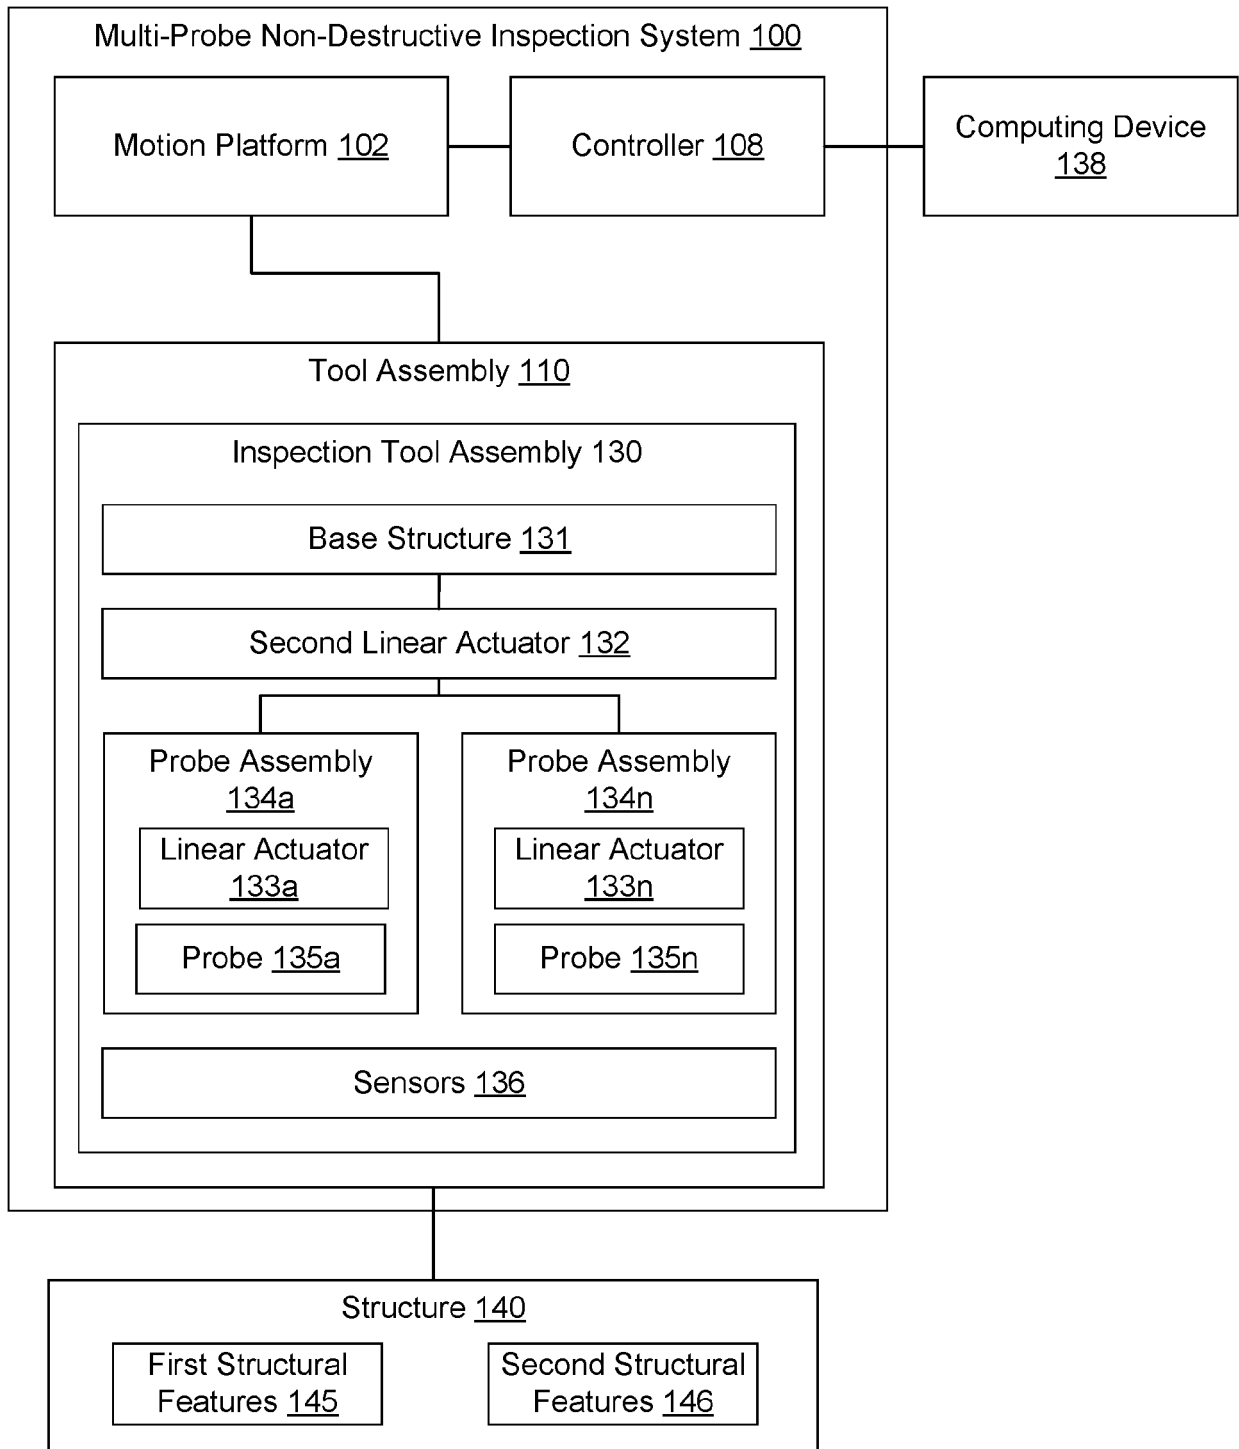 Multi-Probe Non-Destructive Inspection System 100
Motion Platform 102
Controller 108
Computing Device
138
Tool Assembly 110
Inspection Tool Assembly 130
Base Structure 131
Second Linear Actuator 132
Probe Assembly
134a
Linear Actuator
133a
Probe 135a
Probe Assembly
134n
Linear Actuator
133n
Probe 135n
Sensors 136
Structure 140
First Structural
Features 145
Second Structural
Features 146